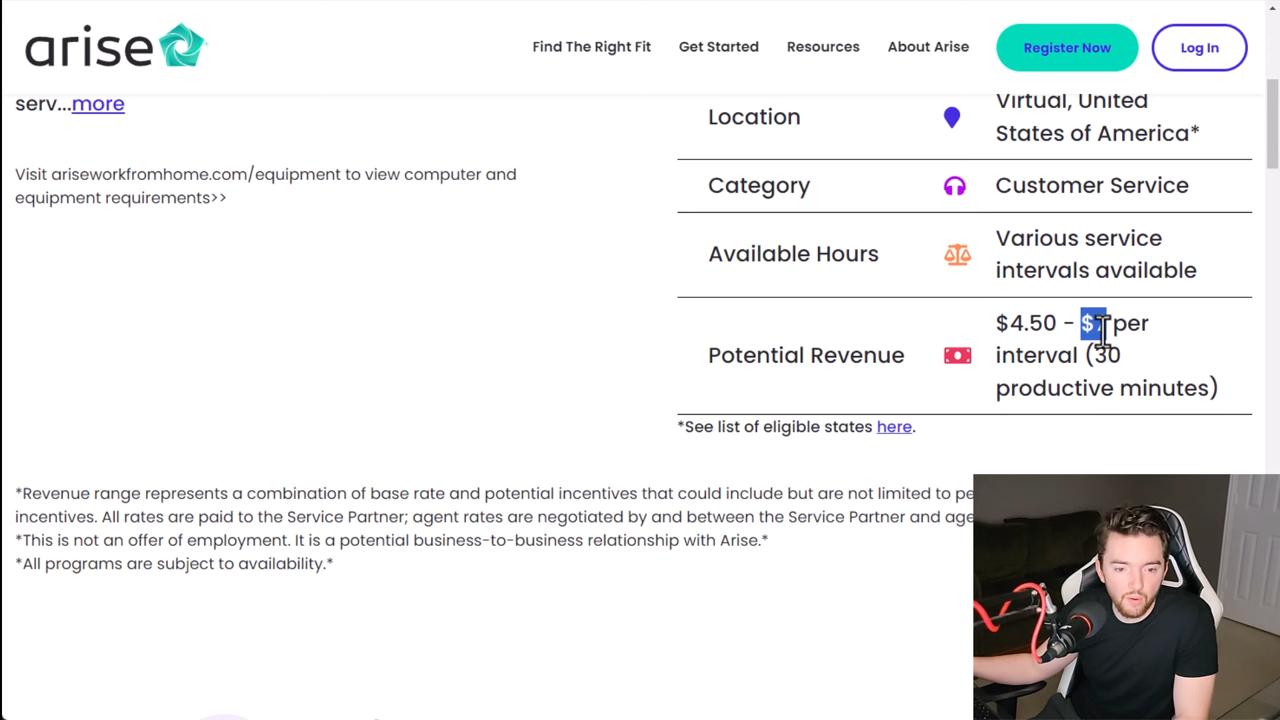 arise
Find The Right Fit
Get Started
Resources
About Arise
Register Now
Log In
serv...more
Visit ariseworkfromhome.com/equipment to view computer and
equipment requirements>>
Location
Virtual, United
States of America*
Category
Customer Service
Available Hours
Various service
intervals available
Potential Revenue
$4.50 - $7 per
interval (30
productive minutes)
*See list of eligible states here.
*Revenue range represents a combination of base rate and potential incentives that could include but are not limited to pe
incentives. All rates are paid to the Service Partner; agent rates are negotiated by and between the Service Partner and age
*This is not an offer of employment. It is a potential business-to-business relationship with Arise.*
*All programs are subject to availability.*